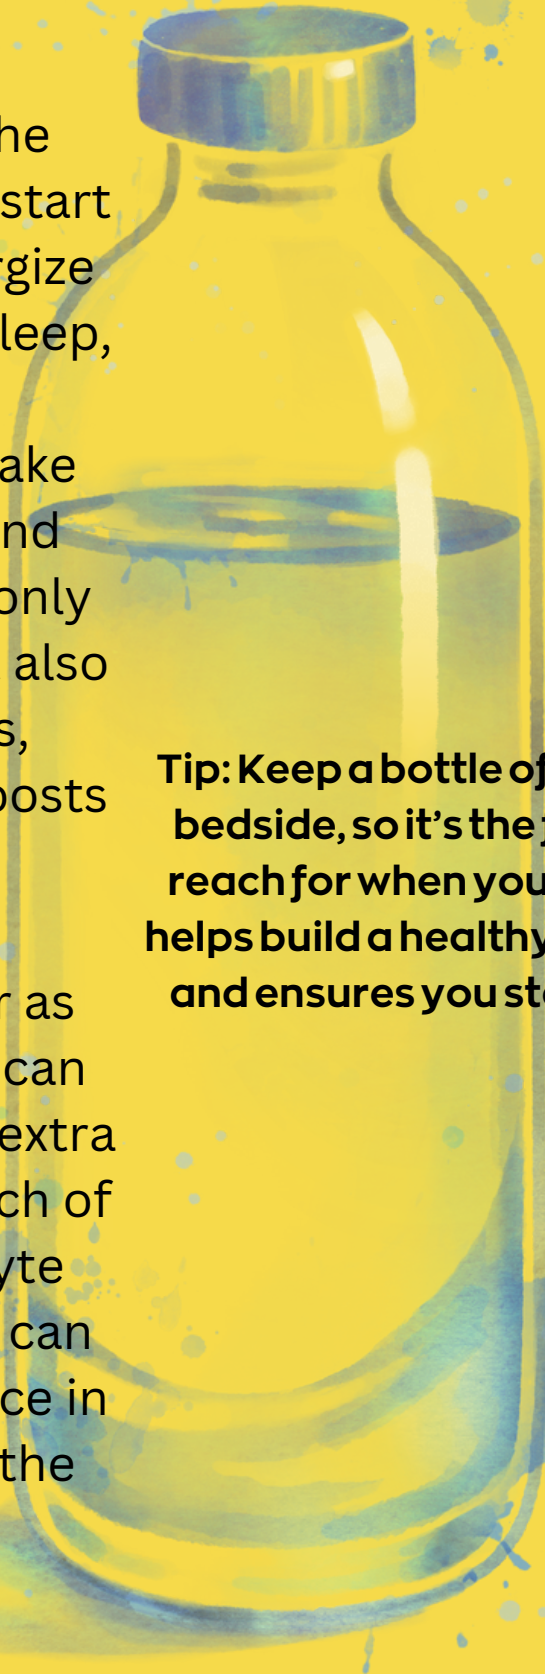 he
start
rgize
leep,
ake
nd
only
also
s,
oosts
r as
can
extra
ch of
yte
can
ce in
the
Tip: Keep a bottle of
bedside, so it's the
reach for when you
helps build a healthy
and ensures you st